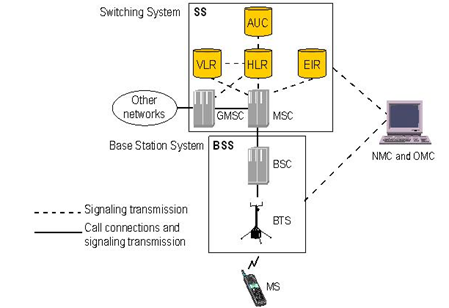 Switching System
SS
AUC
VLR
HLR
EIR
Other
networks
GMSC
MSC
Base Station System
BSS
BSC
NMC and OMC
BTS
Signaling transmission
Call connections and
signaling transmission
MS